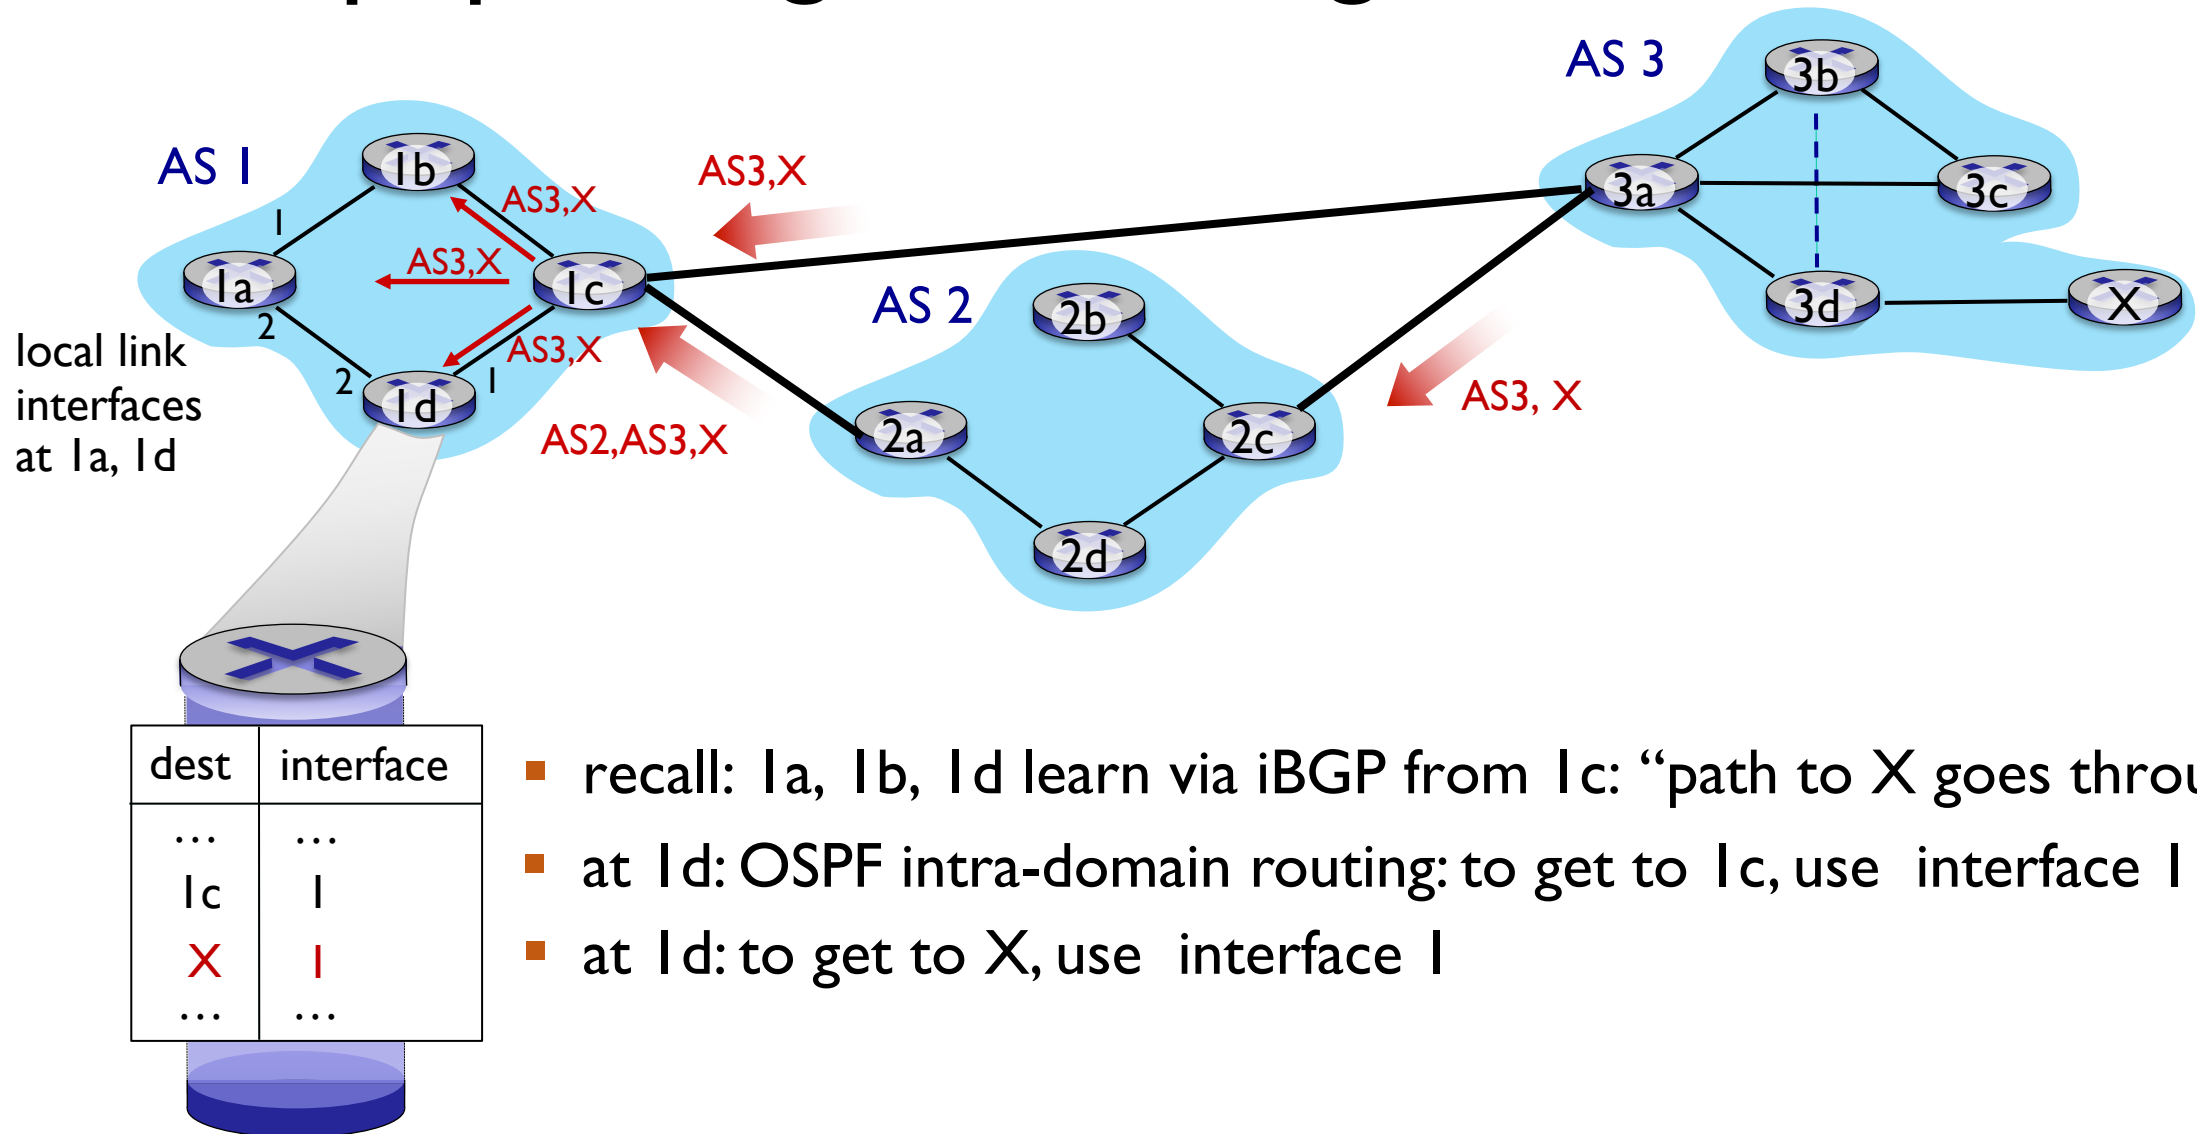 AS 3
3b
AS 1
1b
AS3,X
3a
3c
AS3,X
1
AS3,X
1a
1c
AS 2
2b
3d
X
2
local link
interfaces
at 1a, 1d
AS3,X
2
1
1d
AS3, X
AS2,AS3,X
2a
2c
2d
dest interface
… …
1c 1
X 1
… …
▪ recall: 1a, 1b, 1d learn via iBGP from 1c: “path to X goes
▪ at 1d: OSPF intra-domain routing: to get to 1c, use interface 1
▪ at 1d: to get to X, use interface 1